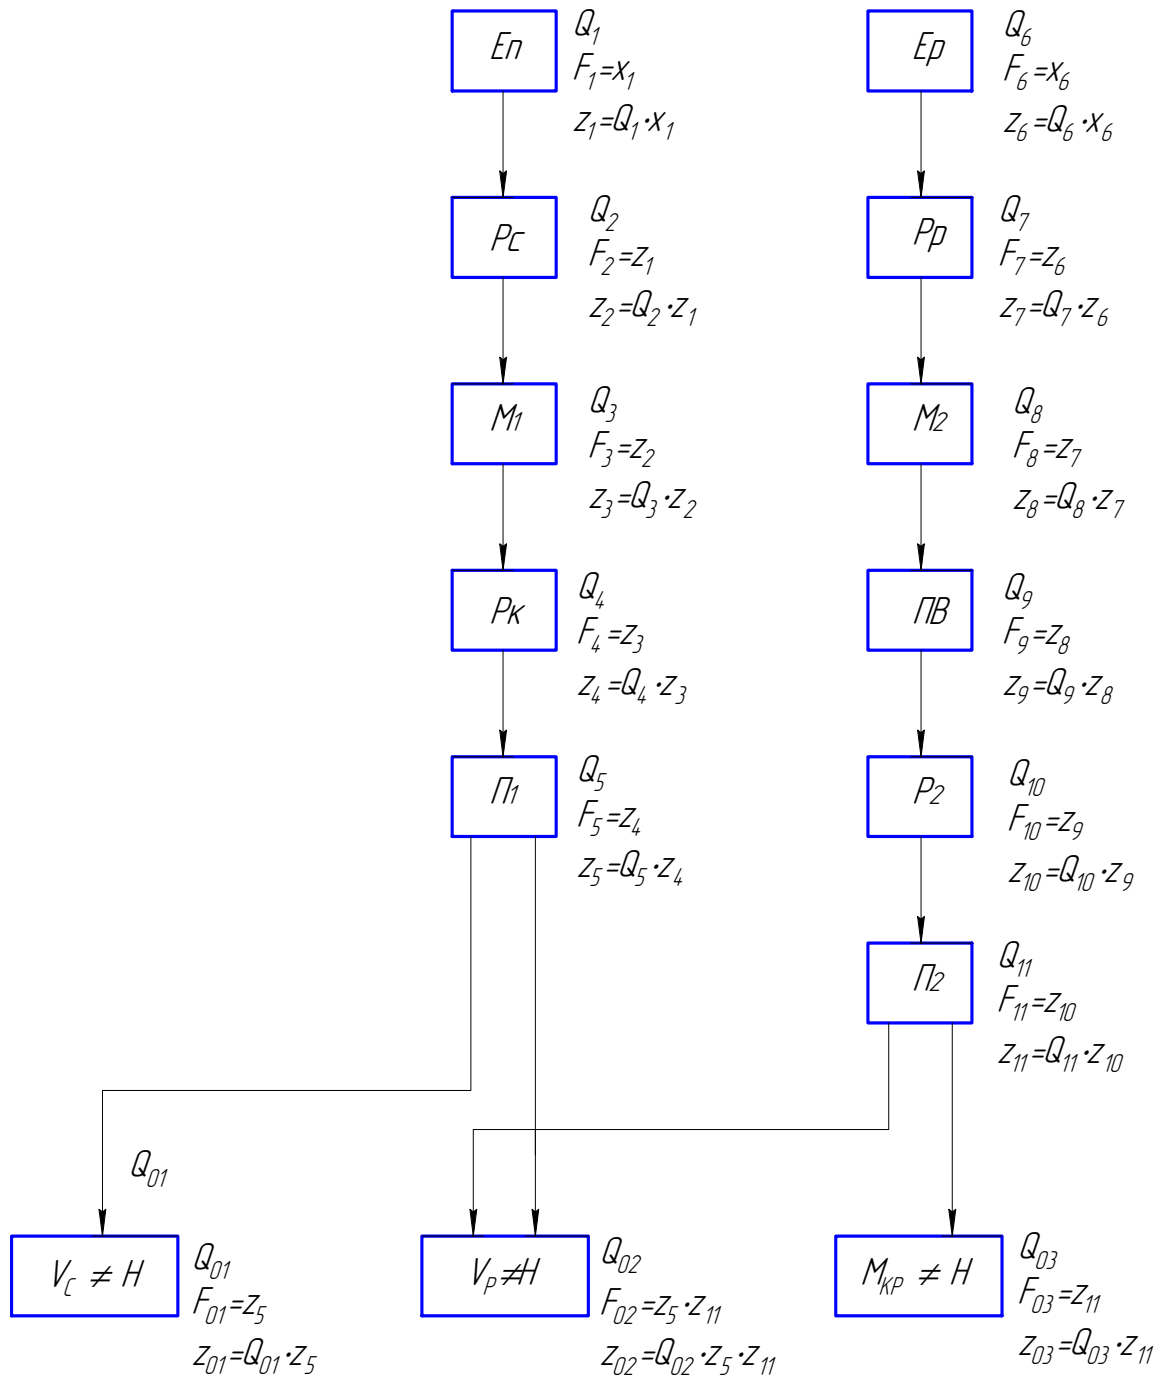 Еп
Q₁
F₁=x₁
z₁=Q₁·x₁
Ер
Q₆
F₆=x₆
z₆=Q₆·x₆
Рс
Q₂
F₂=z₁
z₂=Q₂·z₁
Рр
Q₇
F₇=z₆
z₇=Q₇·z₆
М1
Q₃
F₃=z₂
z₃=Q₃·z₂
М2
Q₈
F₈=z₇
z₈=Q₈·z₇
Рк
Q₄
F₄=z₃
z₄=Q₄·z₃
ПВ
Q₉
F₉=z₈
z₉=Q₉·z₈
П1
Q₅
F₅=z₄
z₅=Q₅·z₄
Р2
Q₁₀
F₁₀=z₉
z₁₀=Q₁₀·z₉
П2
Q₁₁
F₁₁=z₁₀
z₁₁=Q₁₁·z₁₀
Q₀₁
V_C ≠ Н
Q₀₁
F₀₁=z₅
z₀₁=Q₀₁·z₅
V_P≠Н
Q₀₂
F₀₂=z₅·z₁₁
z₀₂=Q₀₂·z₅·z₁₁
М_КР ≠ Н
Q₀₃
F₀₃=z₁₁
z₀₃=Q₀₃·z₁₁